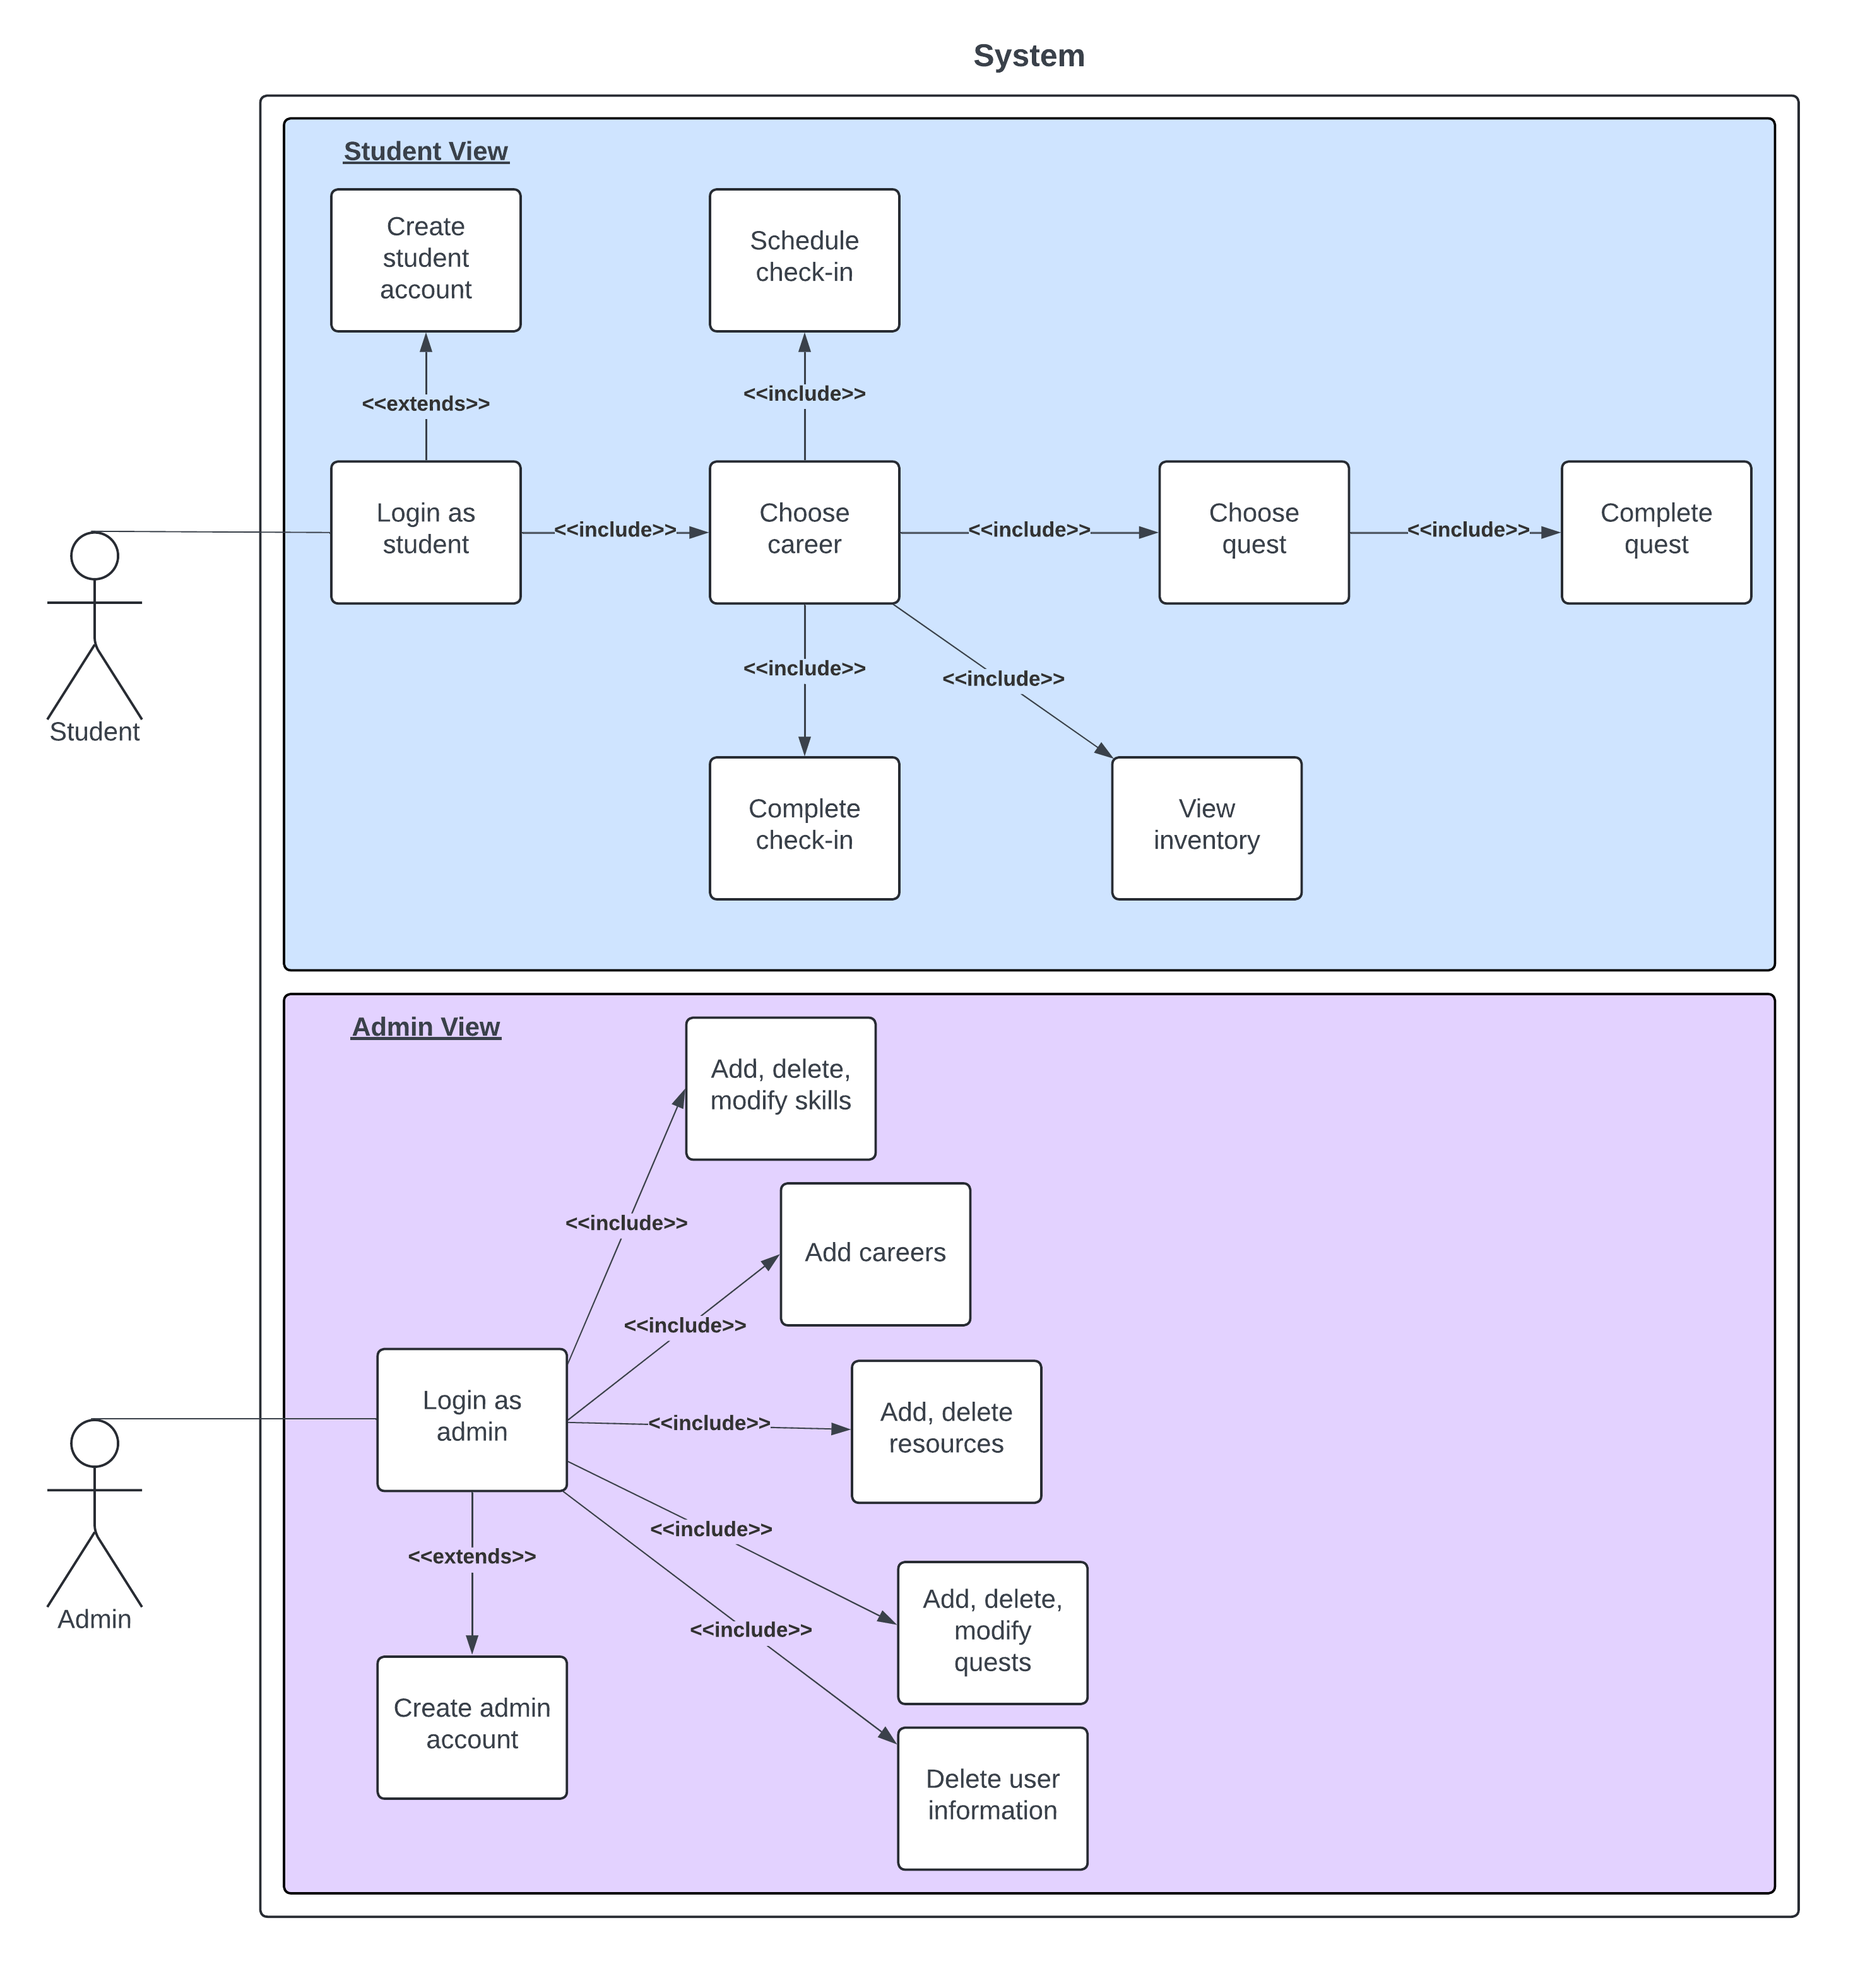 System
Student View
Create
student
account
Schedule
check-in
<<extends>>
<<include>>
Login as
student
<<include>>
Choose
career
<<include>>
Choose
quest
<<include>>
Complete
quest
Student
<<include>>
<<include>>
Complete
check-in
View
inventory
Admin View
Add, delete,
modify skills
<<include>>
Add careers
<<include>>
Login as
admin
<<include>>
Add, delete
resources
Admin
<<extends>>
<<include>>
Add, delete,
modify
quests
<<include>>
Create admin
account
Delete user
information